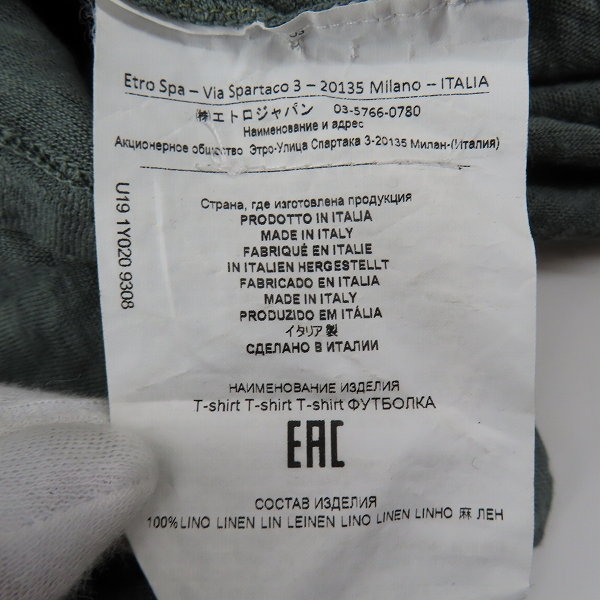 Etro Spa – Via Spartaco 3 – 20135 Milano – ITALIA
㈱エトロジャパン 03-5766-0780
Наименование и адрес
Акционерное общество Этро-Улица Спартака 3-20135 Милан-(Италия)
Страна, где изготовлена продукция
PRODOTTO IN ITALIA
MADE IN ITALY
FABRIQUÉ EN ITALIE
IN ITALIEN HERGESTELLT
FABRICADO EN ITALIA
MADE IN ITALY
PRODUZIDO EM ITÁLIA
イタリア製
СДЕЛАНО В ИТАЛИИ
НАИМЕНОВАНИЕ ИЗДЕЛИЯ
T-shirt T-shirt T-shirt ФУТБОЛКА
EAC
СОСТАВ ИЗДЕЛИЯ
100% LINO LINEN LIN LEINEN LINO LINEN LINHO 麻 ЛЕН
U19 1Y020 9308